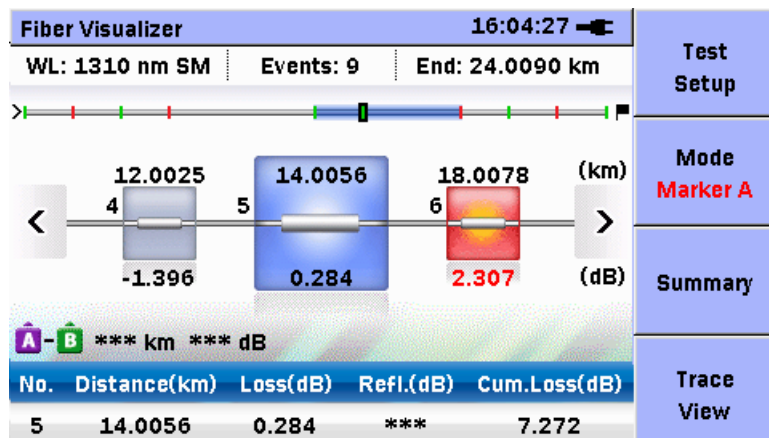 Fiber Visualizer 16:04:27
WL: 1310 nm SM Events: 9 End: 24.0090 km
12.0025 14.0056 18.0078 (km)
4 5 6
-1.396 0.284 2.307 (dB)
A - B *** km *** dB
No. Distance(km) Loss(dB) Refl.(dB) Cum.Loss(dB)
5 14.0056 0.284 *** 7.272
Test
Setup
Mode
Marker A
Summary
Trace
View